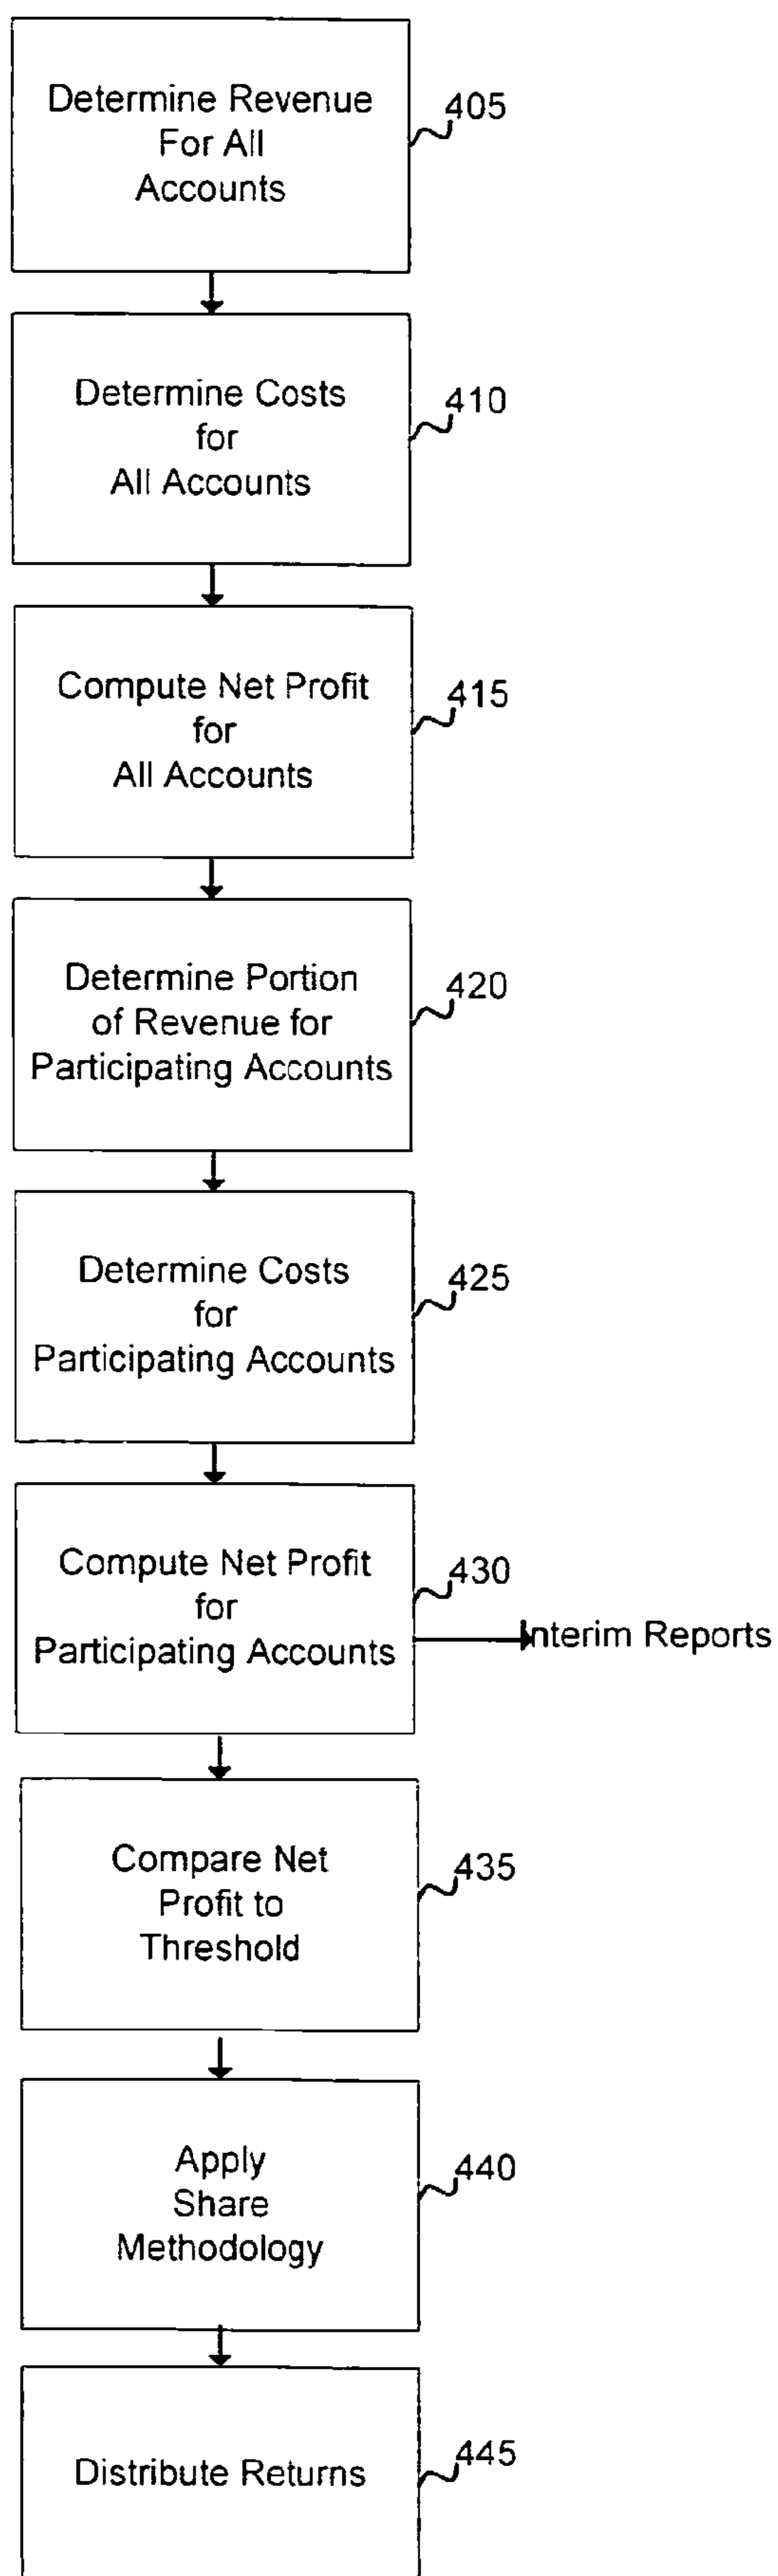 Determine Revenue
For All
Accounts
405
Determine Costs
for
All Accounts
410
Compute Net Profit
for
All Accounts
415
Determine Portion
of Revenue for
Participating Accounts
420
Determine Costs
for
Participating Accounts
425
Compute Net Profit
for
Participating Accounts
430
Interim Reports
Compare Net
Profit to
Threshold
435
Apply
Share
Methodology
440
Distribute Returns
445